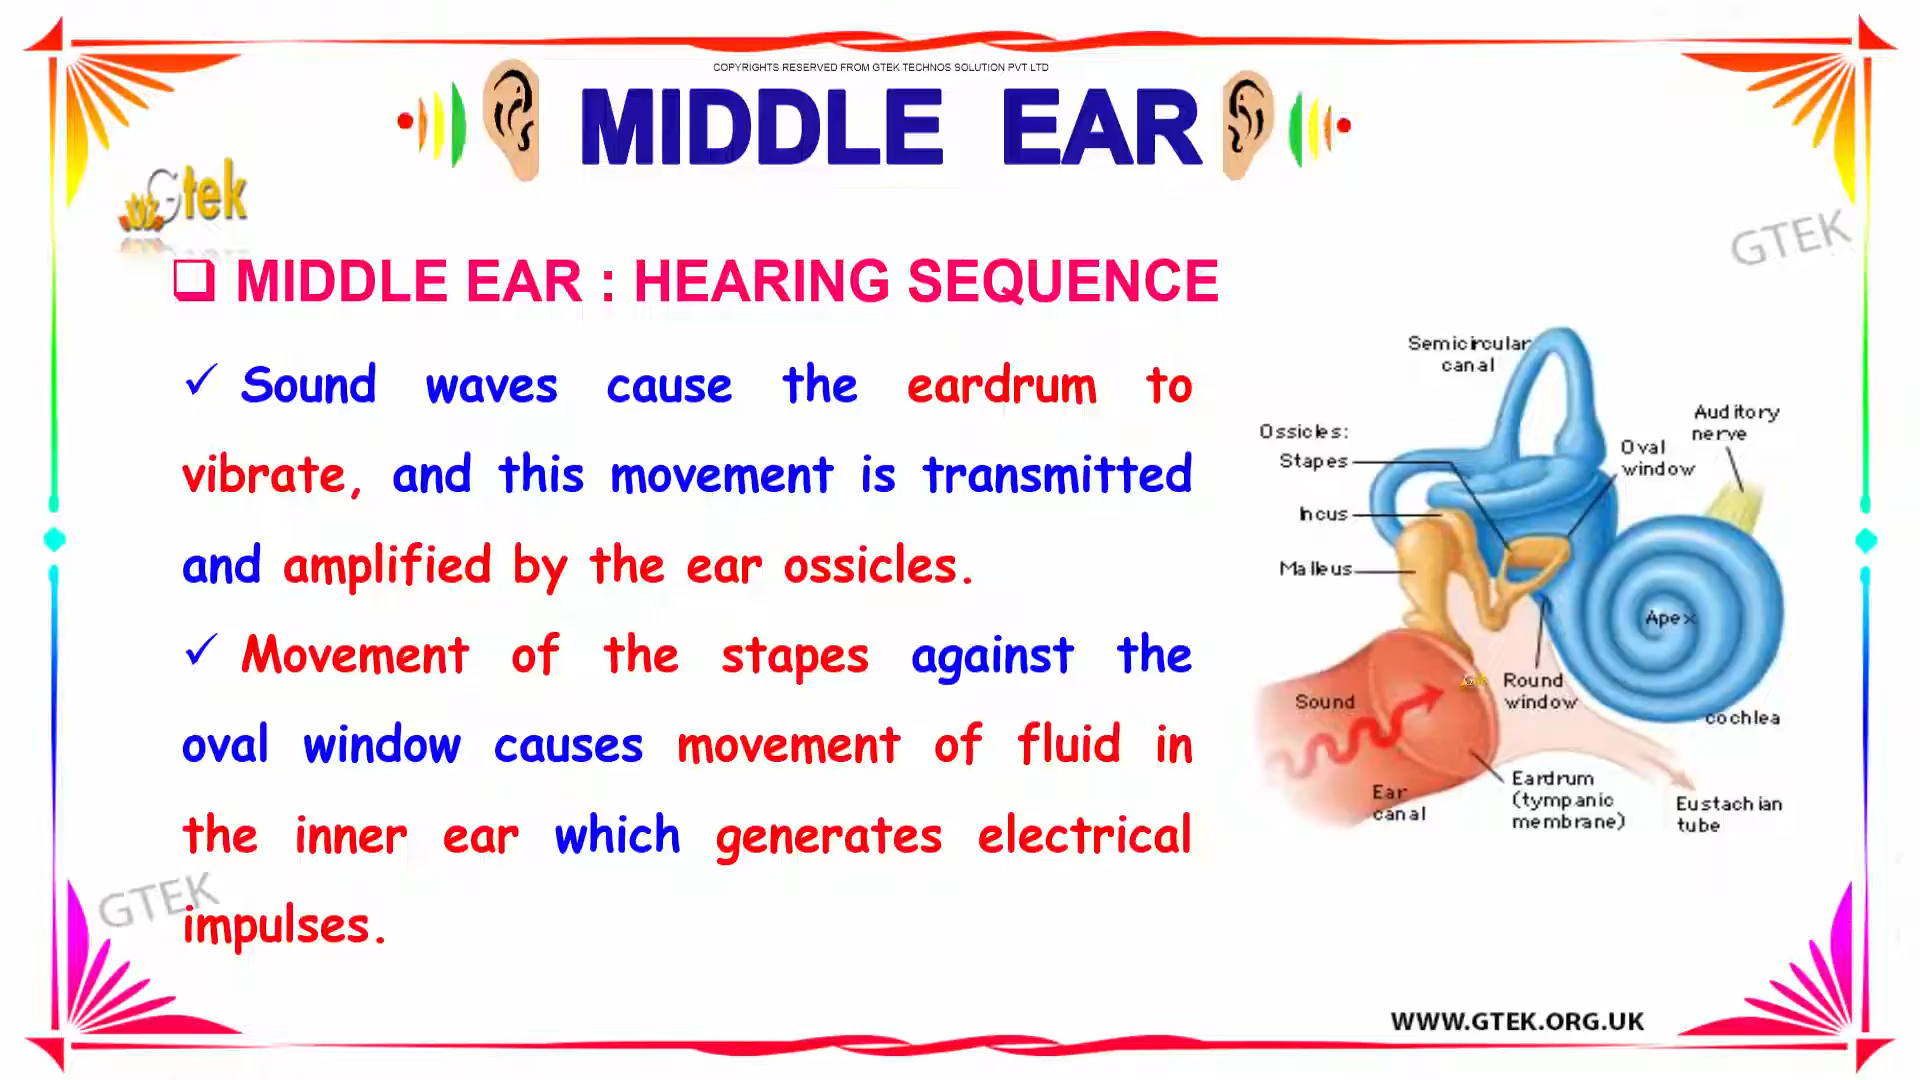 COPYRIGHTS RESERVED FROM GTEK TECHNOS SOLUTION PVT LTD
MIDDLE EAR
Gtek
GTEK
MIDDLE EAR : HEARING SEQUENCE
✓ Sound waves cause the eardrum to
vibrate, and this movement is transmitted
and amplified by the ear ossicles.
✓ Movement of the stapes against the
oval window causes movement of fluid in
the inner ear which generates electrical
impulses.
Semicircular
canal
Auditory
nerve
Ossicles:
Stapes
Oval
window
Incus
Malleus
Apex
Round
window
Sound
cochlea
Ear
canal
Eardrum
(tympanic
membrane)
Eustachian
tube
GTEK
WWW.GTEK.ORG.UK